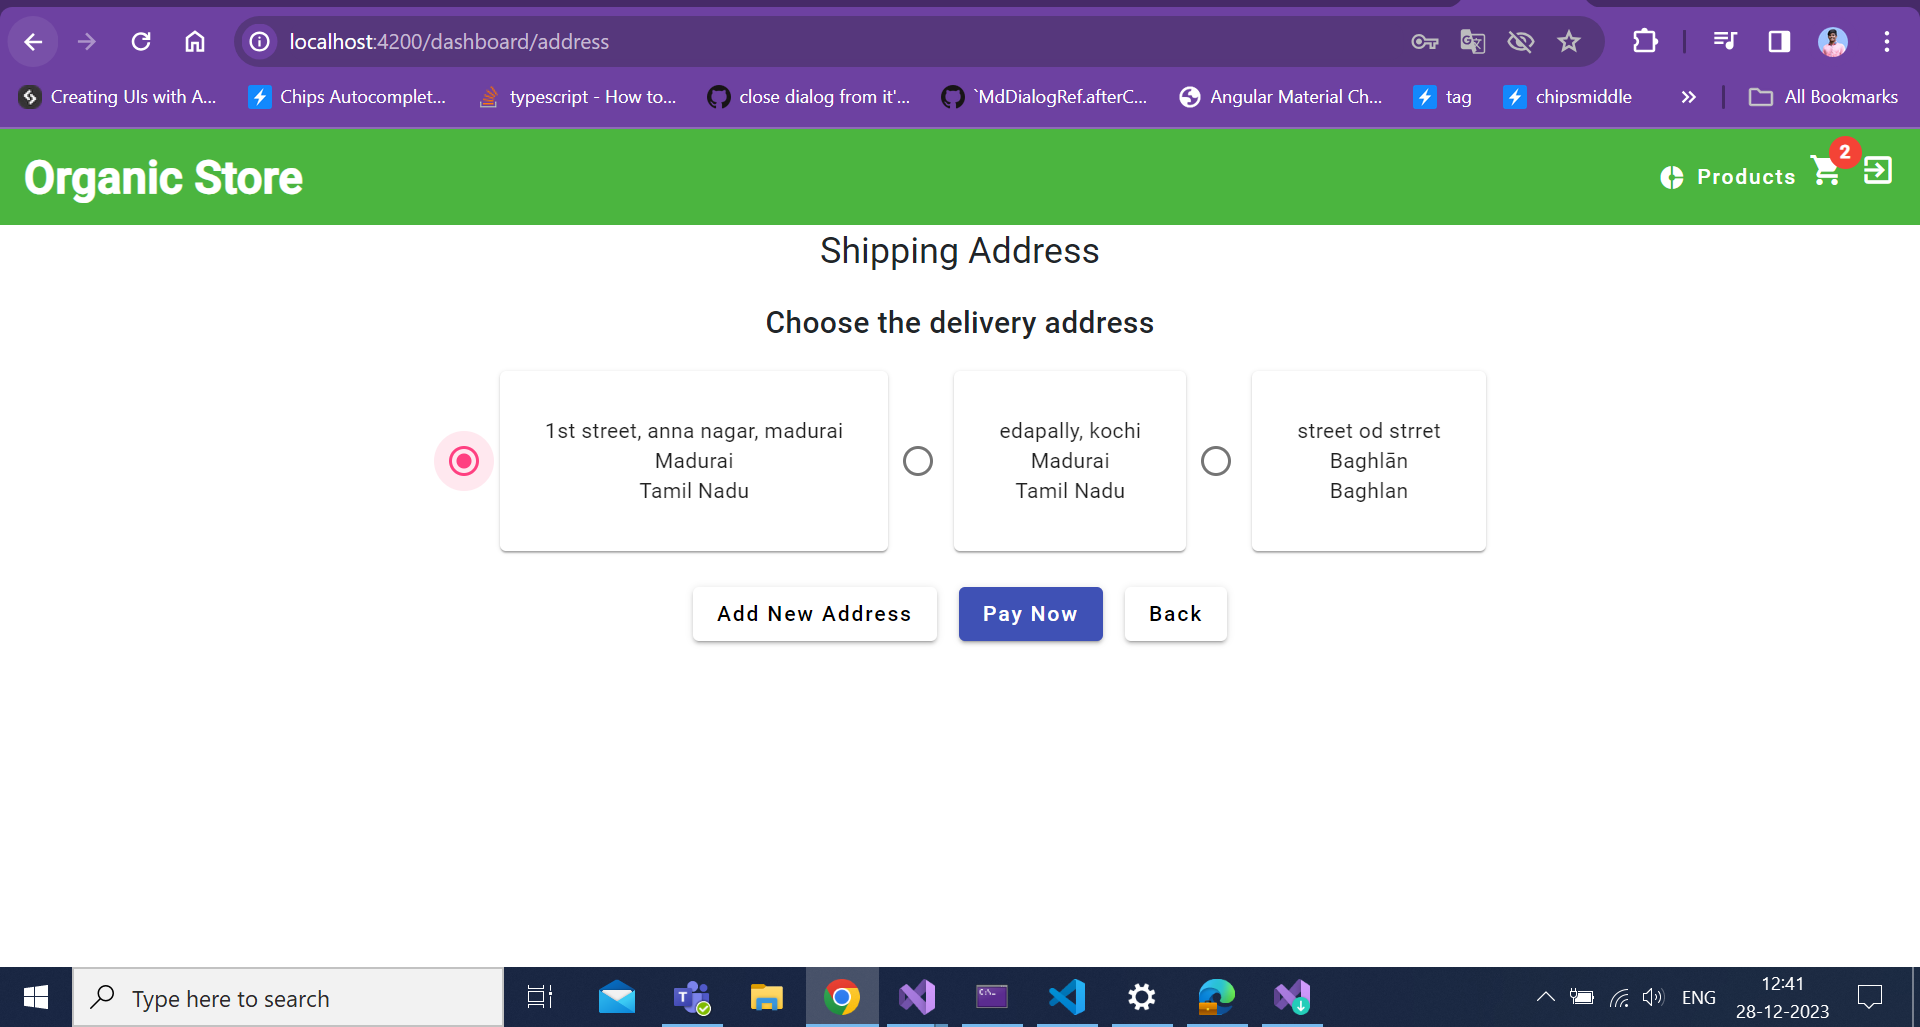 localhost:4200/dashboard/address
Creating UIs with A...
Chips Autocomplet...
typescript - How to...
close dialog from it'...
`MdDialogRef.afterC...
Angular Material Ch...
tag
chipsmiddle
All Bookmarks
Organic Store
Products
2
Shipping Address
Choose the delivery address
1st street, anna nagar, madurai
Madurai
Tamil Nadu
edapally, kochi
Madurai
Tamil Nadu
street od strret
Baghlān
Baghlan
Add New Address
Pay Now
Back
Type here to search
ENG
12:41
28-12-2023